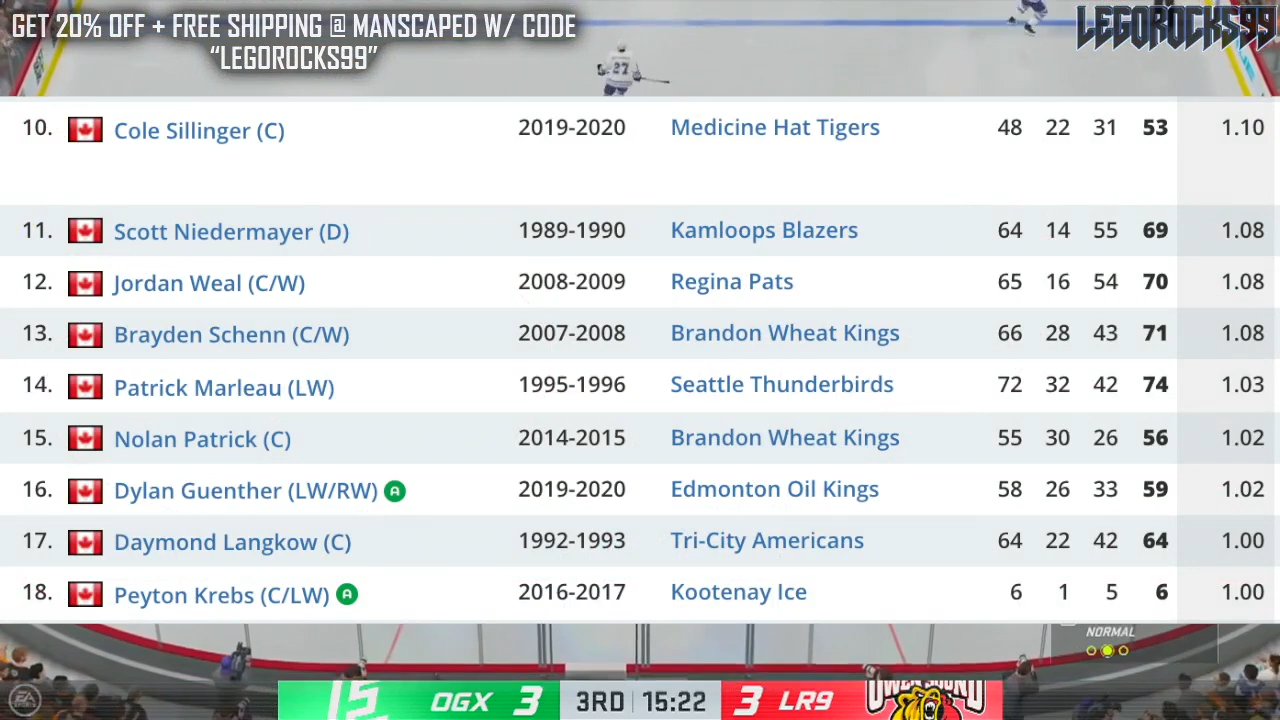 GET 20% OFF + FREE SHIPPING @ MANSCAPED W/ CODE
“LEGOROCKS99”
LEGOROCKS99
27
10. Cole Sillinger (C) 2019-2020 Medicine Hat Tigers 48 22 31 53 1.10
11. Scott Niedermayer (D) 1989-1990 Kamloops Blazers 64 14 55 69 1.08
12. Jordan Weal (C/W) 2008-2009 Regina Pats 65 16 54 70 1.08
13. Brayden Schenn (C/W) 2007-2008 Brandon Wheat Kings 66 28 43 71 1.08
14. Patrick Marleau (LW) 1995-1996 Seattle Thunderbirds 72 32 42 74 1.03
15. Nolan Patrick (C) 2014-2015 Brandon Wheat Kings 55 30 26 56 1.02
16. Dylan Guenther (LW/RW) A 2019-2020 Edmonton Oil Kings 58 26 33 59 1.02
17. Daymond Langkow (C) 1992-1993 Tri-City Americans 64 22 42 64 1.00
18. Peyton Krebs (C/LW) A 2016-2017 Kootenay Ice 6 1 5 6 1.00
NORMAL
EA SPORTS
OGX 3 3RD 15:22 3 LR9